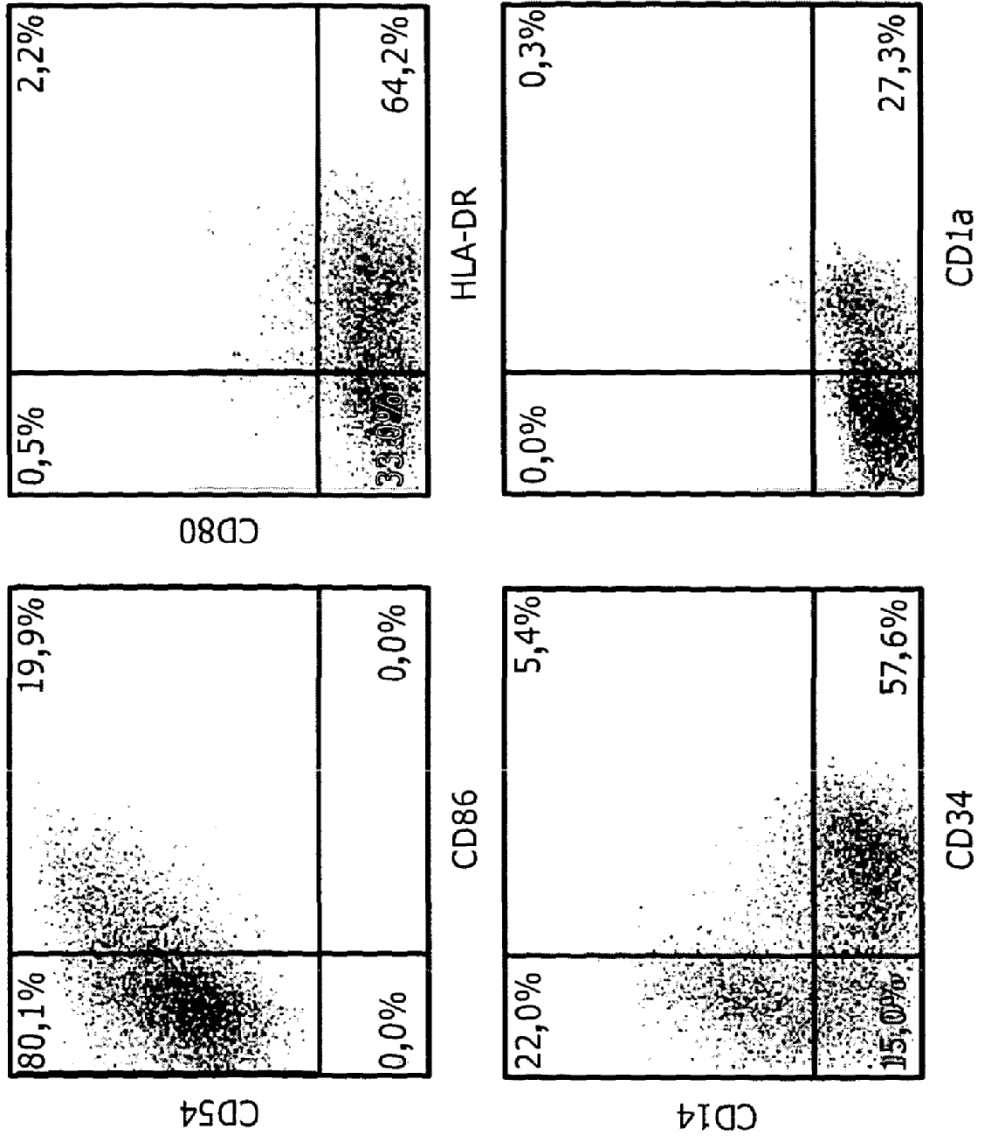 80,1%
19,9%
0,0%
0,0%
CD54
CD86
0,5%
2,2%
33,0%
64,2%
CD80
HLA-DR
22,0%
5,4%
15,0%
57,6%
CD14
CD34
0,0%
0,3%
27,3%
CD1a